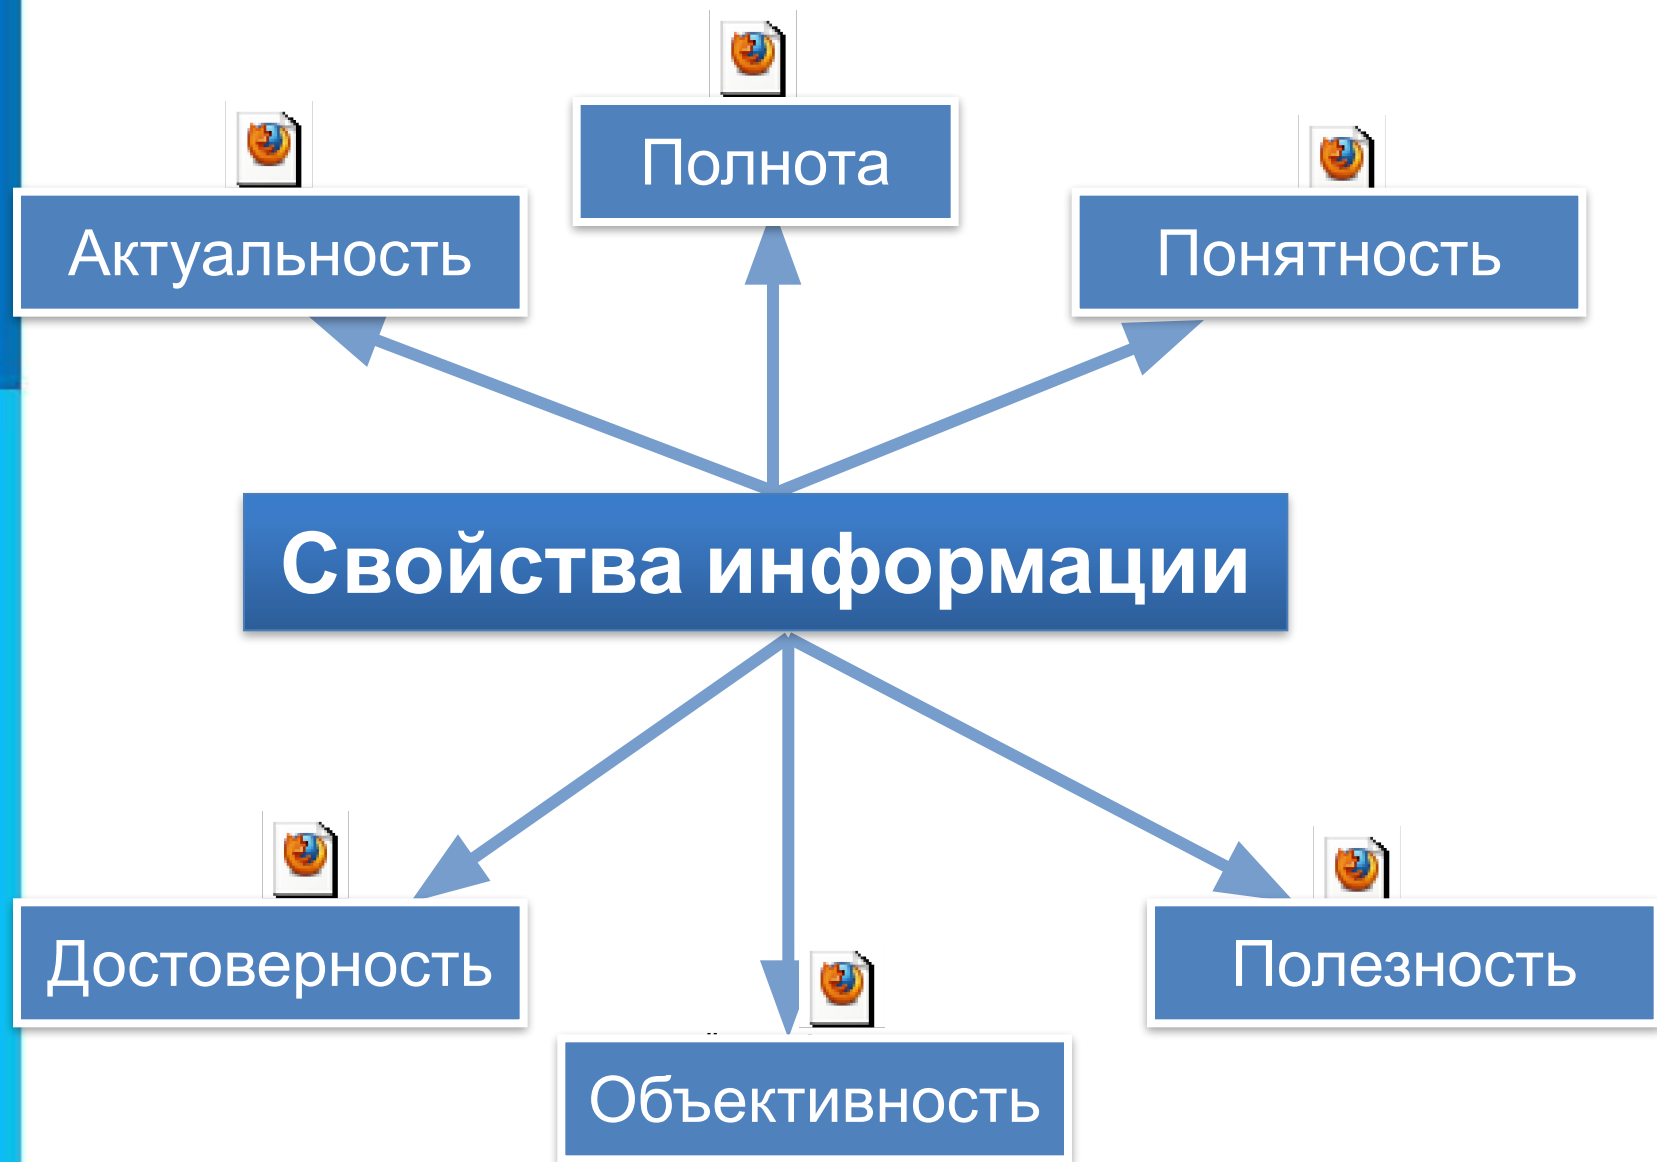 Полнота
Актуальность
Понятность
Свойства информации
Достоверность
Полезность
Объективность